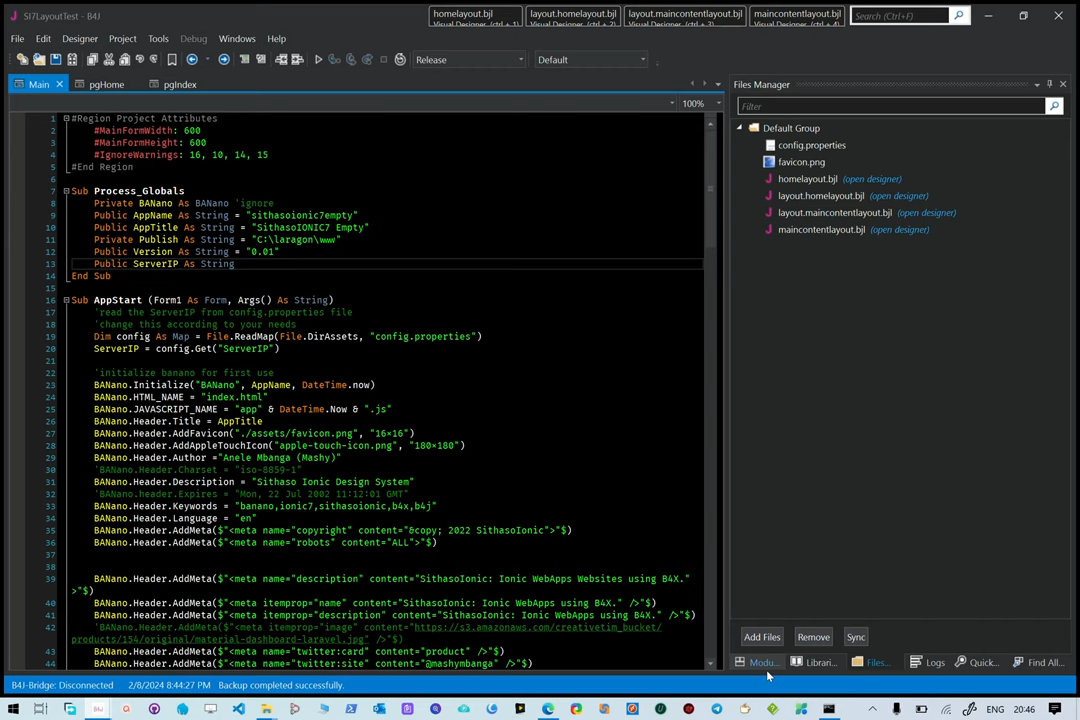 SI7LayoutTest - B4J
homelayout.bjl
Visual Designer (ctrl + 1)
layout.homelayout.bjl
Visual Designer (ctrl + 2)
layout.maincontentlayout.bjl
Visual Designer (ctrl + 3)
maincontentlayout.bjl
Visual Designer (ctrl + 4)
Search (Ctrl+F)
File Edit Designer Project Tools Debug Windows Help
Release
Default
Main
pgHome
pgIndex
100%
1 #Region Project Attributes
2 #MainFormWidth: 600
3 #MainFormHeight: 600
4 #IgnoreWarnings: 16, 10, 14, 15
5 #End Region
6
7 Sub Process_Globals
8 Private BANano As BANano 'ignore
9 Public AppName As String = "sithasoionic7empty"
10 Public AppTitle As String = "SithasoIONIC7 Empty"
11 Private Publish As String = "C:\laragon\www"
12 Public Version As String = "0.01"
13 Public ServerIP As String
14 End Sub
15
16 Sub AppStart (Form1 As Form, Args() As String)
17 'read the ServerIP from config.properties file
18 'change this according to your needs
19 Dim config As Map = File.ReadMap(File.DirAssets, "config.properties")
20 ServerIP = config.Get("ServerIP")
21
22 'initialize banano for first use
23 BANano.Initialize("BANano", AppName, DateTime.now)
24 BANano.HTML_NAME = "index.html"
25 BANano.JAVASCRIPT_NAME = "app" & DateTime.Now & ".js"
26 BANano.Header.Title = AppTitle
27 BANano.Header.AddFavicon("./assets/favicon.png", "16×16")
28 BANano.Header.AddAppleTouchIcon("apple-touch-icon.png", "180×180")
29 BANano.Header.Author ="Anele Mbanga (Mashy)"
30 'BANano.Header.Charset = "iso-8859-1"
31 BANano.Header.Description = "Sithaso Ionic Design System"
32 'BANano.header.Expires = "Mon, 22 Jul 2002 11:12:01 GMT"
33 BANano.Header.Keywords = "banano,ionic7,sithasoionic,b4x,b4j"
34 BANano.Header.Language = "en"
35 BANano.Header.AddMeta($"<meta name="copyright" content="&copy; 2022 SithasoIonic">"$)
36 BANano.Header.AddMeta($"<meta name="robots" content="ALL">"$)
37
38
39 BANano.Header.AddMeta($"<meta name="description" content="SithasoIonic: Ionic WebApps Websites using B4X."
>"$)
40 BANano.Header.AddMeta($"<meta itemprop="name" content="SithasoIonic: Ionic WebApps using B4X." />"$)
41 BANano.Header.AddMeta($"<meta itemprop="description" content="SithasoIonic: Ionic WebApps using B4X." />"$)
42 'BANano.Header.AddMeta($"<meta itemprop="image" content="https://s3.amazonaws.com/creativetim_bucket/
products/154/original/material-dashboard-laravel.jpg" />"$)
43 BANano.Header.AddMeta($"<meta name="twitter:card" content="product" />"$)
44 BANano.Header.AddMeta($"<meta name="twitter:site" content="@mashymbanga" />"$)
Files Manager
Filter
Default Group
config.properties
favicon.png
homelayout.bjl (open designer)
layout.homelayout.bjl (open designer)
layout.maincontentlayout.bjl (open designer)
maincontentlayout.bjl (open designer)
Add Files Remove Sync
Modu... Librari... Files... Logs Quick... Find All...
B4J-Bridge: Disconnected 2/8/2024 8:44:27 PM Backup completed successfully.
ENG 20:46